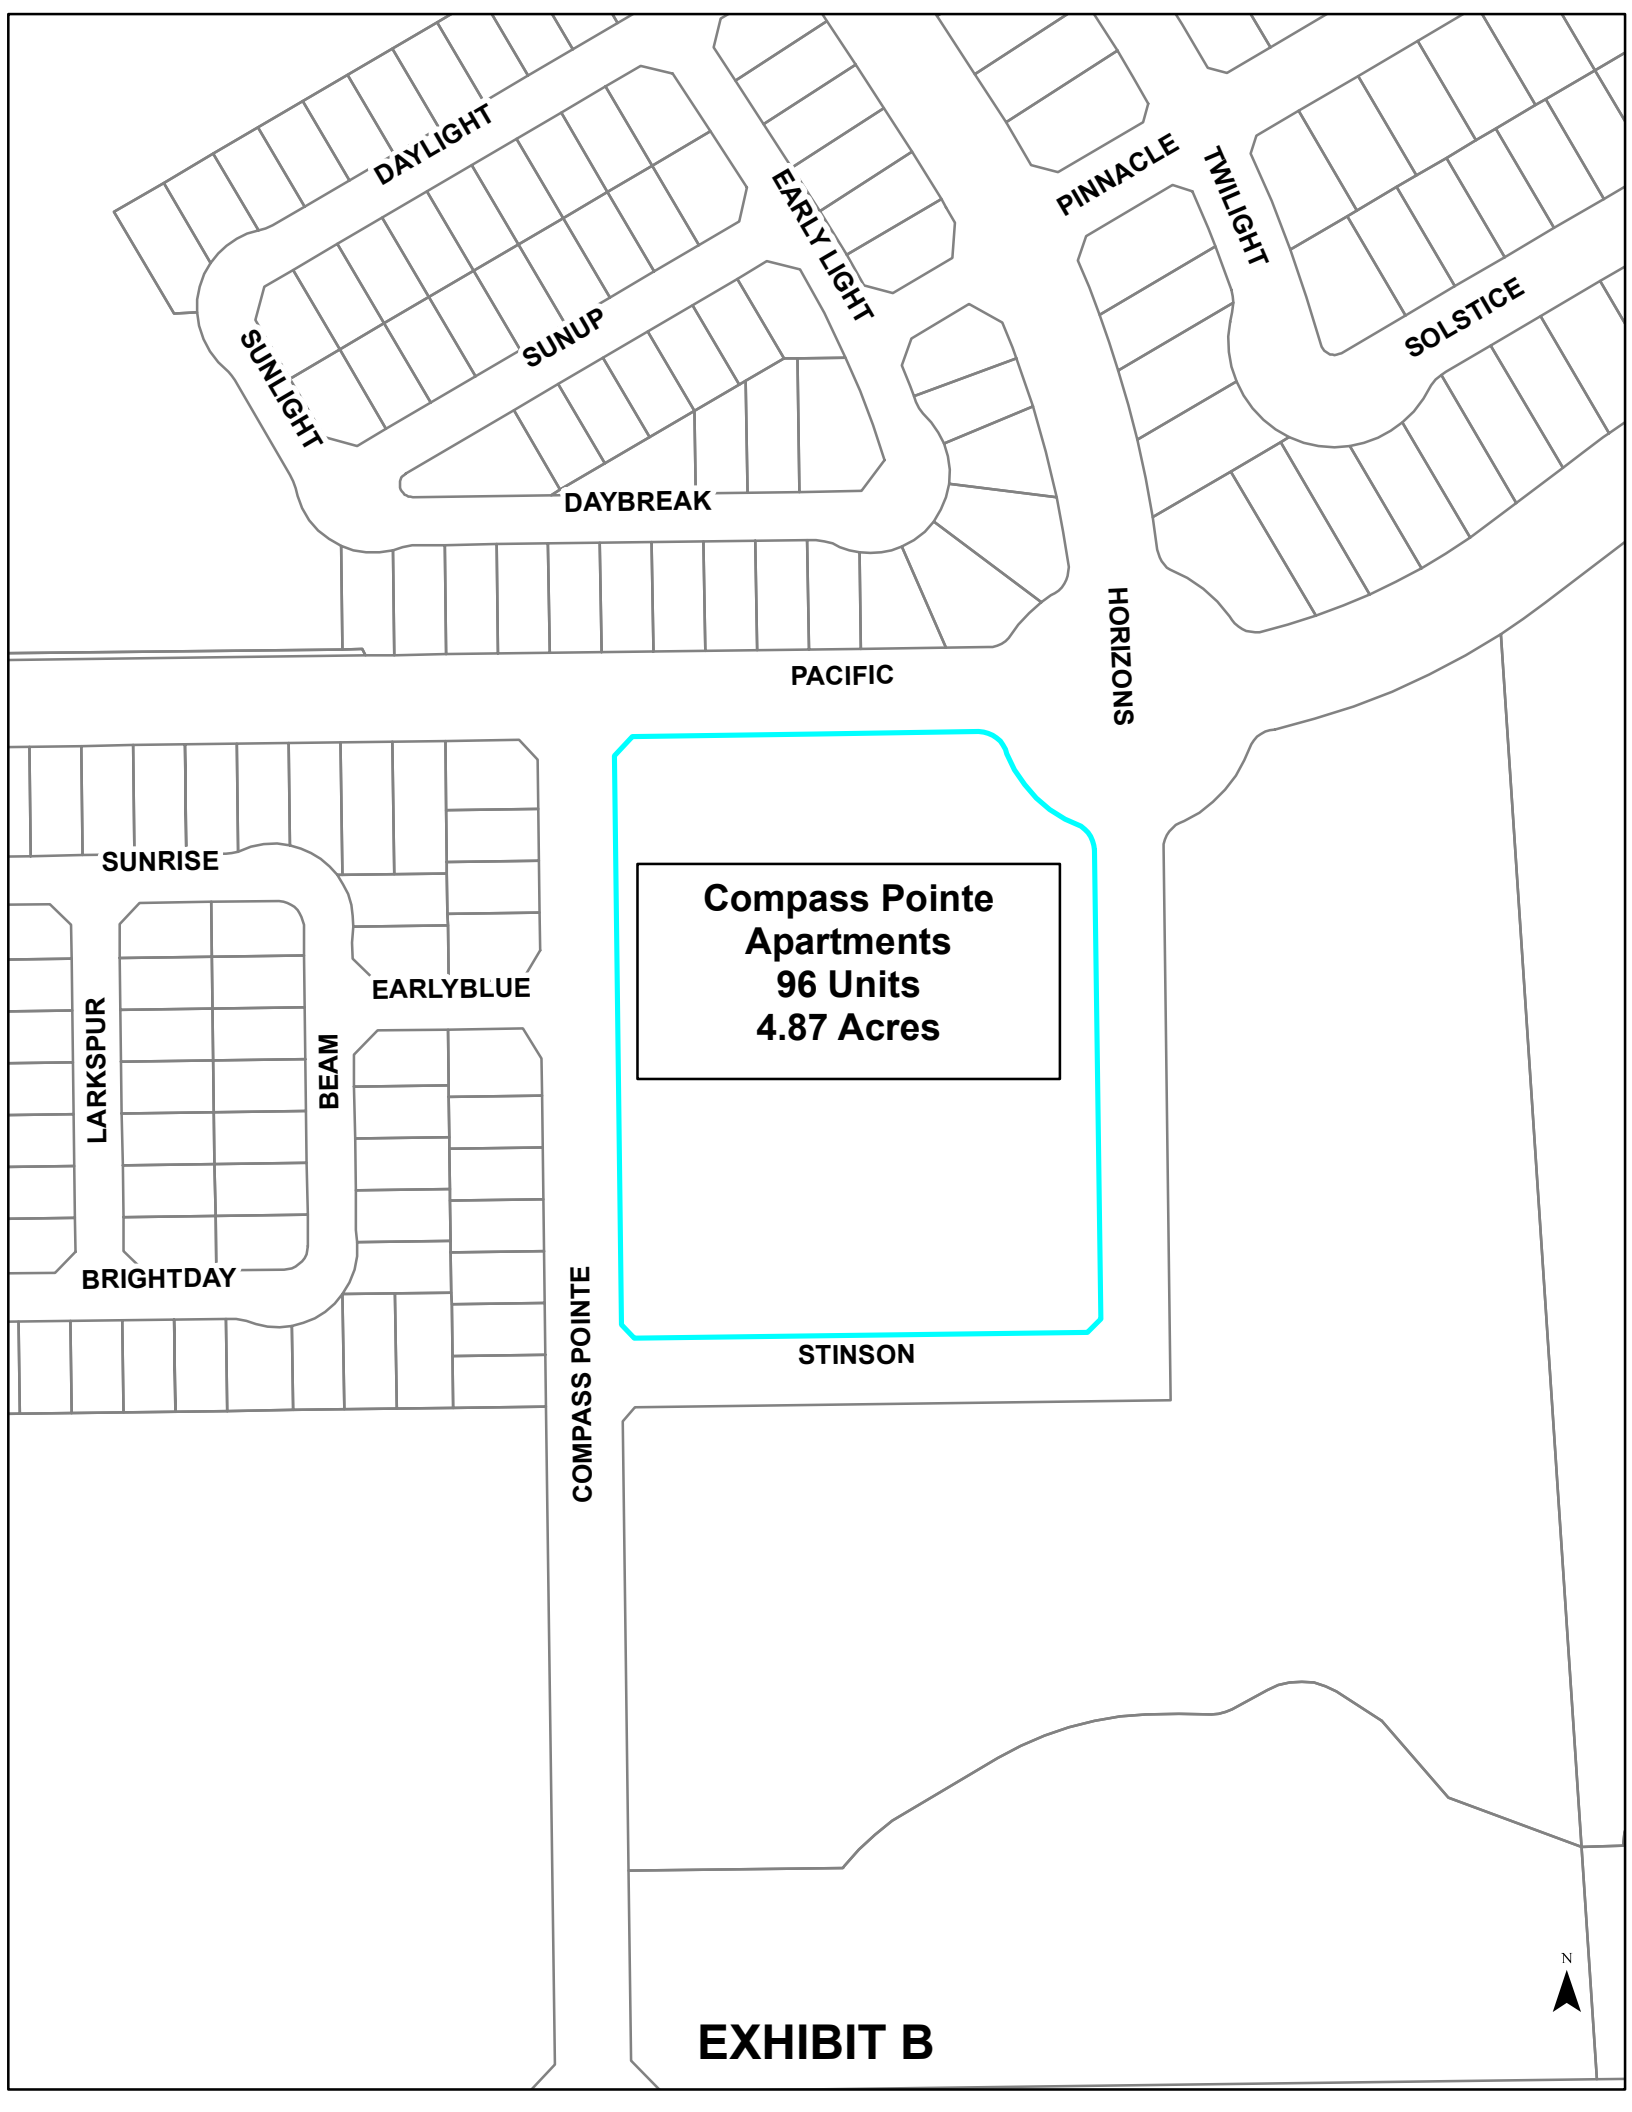 DAYLIGHT
EARLY LIGHT
PINNACLE
TWILIGHT
SOLSTICE
SUNUP
SUNLIGHT
DAYBREAK
HORIZONS
PACIFIC
SUNRISE
Compass Pointe
Apartments
96 Units
4.87 Acres
EARLYBLUE
LARKSPUR
BEAM
BRIGHTDAY
COMPASS POINTE
STINSON
N
EXHIBIT B